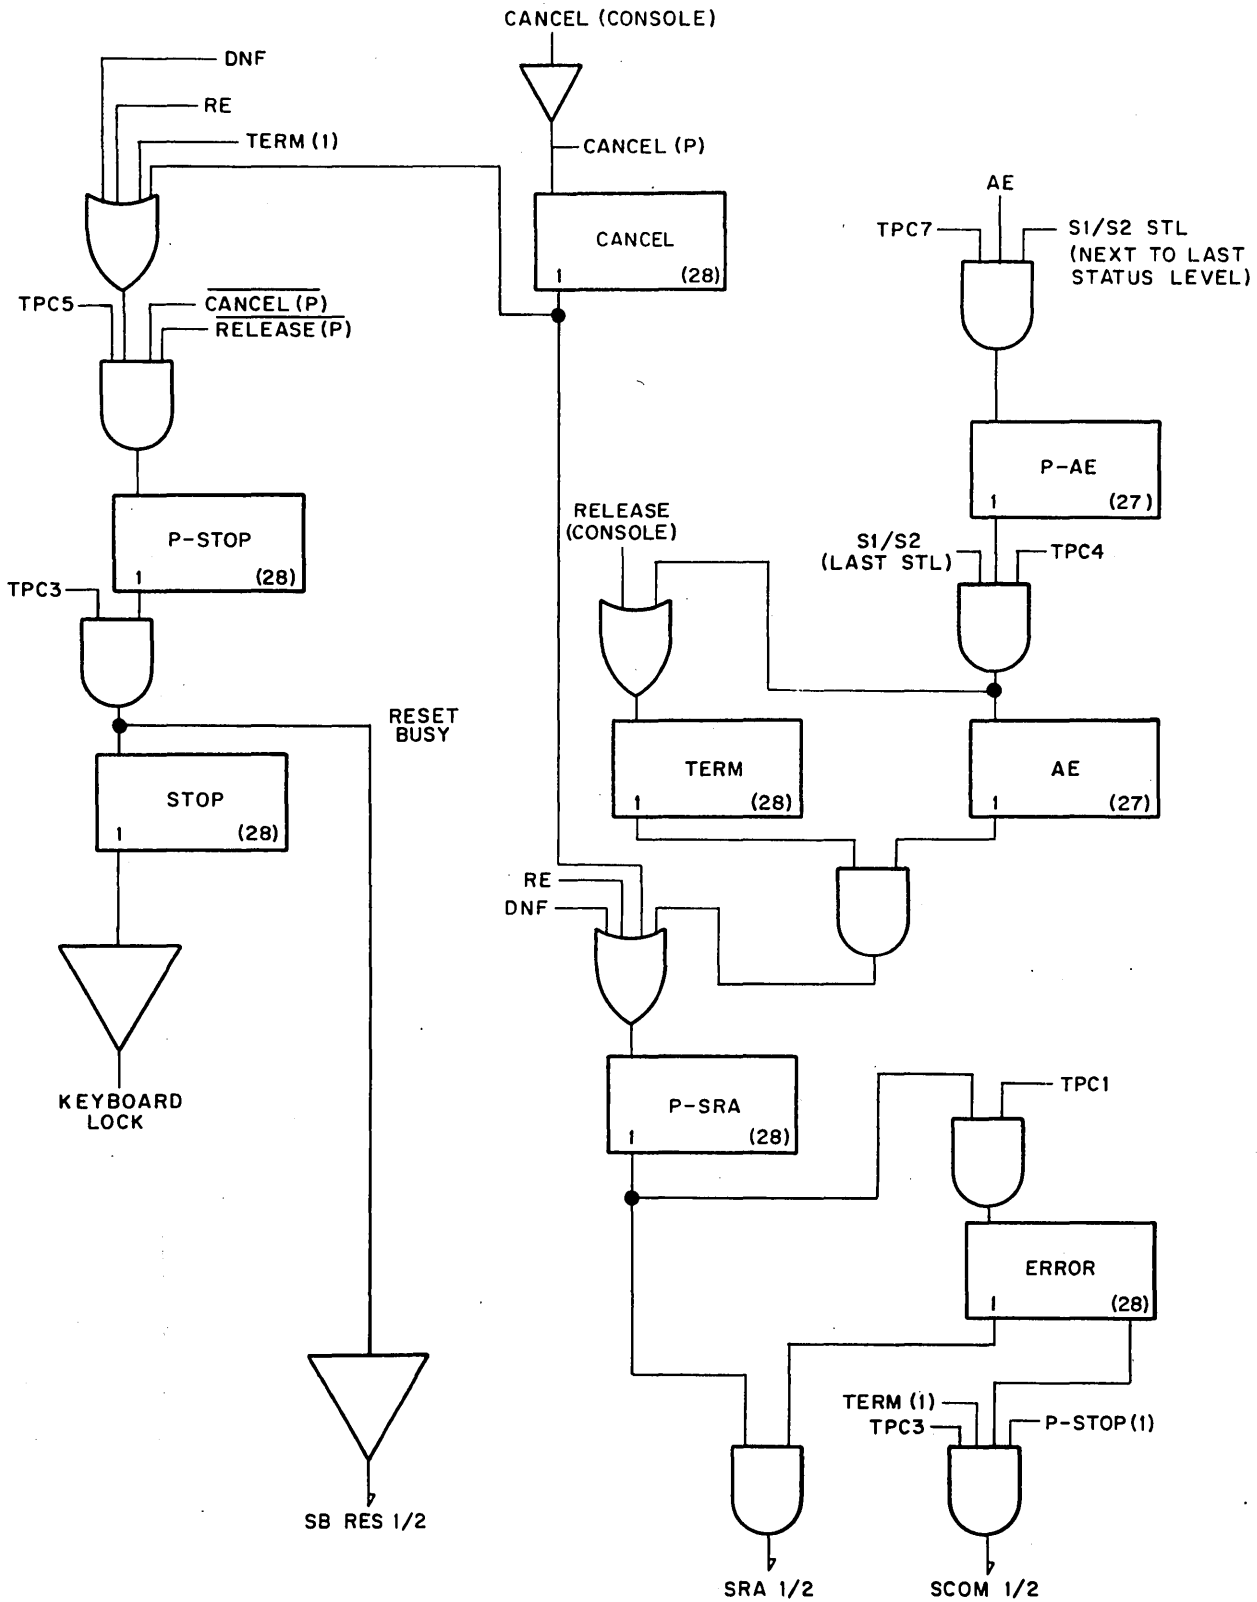 CANCEL (CONSOLE)
DNF
RE
TERM (1)
CANCEL (P)
CANCEL
1
(28)
AE
TPC7
S1/S2 STL
(NEXT TO LAST
STATUS LEVEL)
TPC5
CANCEL (P)
RELEASE (P)
P-AE
1
(27)
P-STOP
1
(28)
RELEASE
(CONSOLE)
S1/S2
(LAST STL)
TPC4
TPC3
RESET
BUSY
STOP
1
(28)
TERM
1
(28)
AE
1
(27)
RE
DNF
KEYBOARD
LOCK
P-SRA
1
(28)
TPC1
ERROR
1
(28)
TERM (1)
TPC3
P-STOP (1)
SB RES 1/2
SRA 1/2
SCOM 1/2